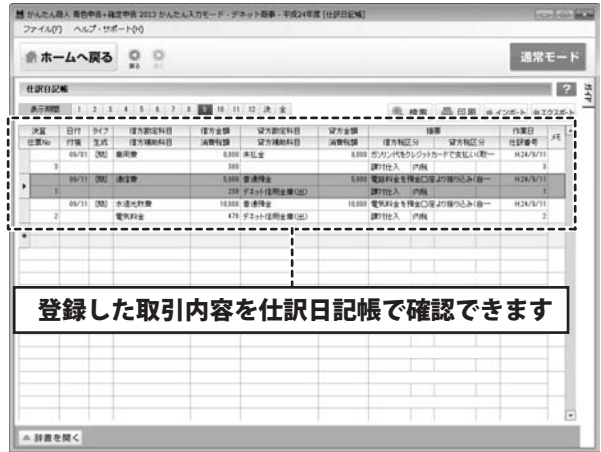 かんたん商人 青色申告+確定申告 2013 かんたん入力モード - デネット商事 - 平成24年度 [仕訳日記帳]
ファイル(F) ヘルプ・サポート(H)
ホームへ戻る 戻る 通常モード
仕訳日記帳 ? ガイド
表示期間 1 2 3 4 5 6 7 8 9 10 11 12 決 全 検索 印刷 インポート エクスポート
決算 日付 タイプ 借方勘定科目 借方金額 貸方勘定科目 貸方金額 摘要 作業日 メモ
伝票No 付箋 生成 借方補助科目 消費税額 貸方補助科目 消費税額 借方税区分 貸方税区分 仕訳番号
09/11 車両費 8,000 未払金 8,000 ガソリン代をクレジットカードで支払い(取… H24/9/11
3 380 課対仕入 内税 3
09/11 通信費 5,000 普通預金 5,000 電話料金を預金口座より振り込み(自… H24/9/11
1 238 デネット信用金庫(出) 課対仕入 内税 1
09/11 水道光熱費 10,000 普通預金 10,000 電気料金を預金口座より振り込み(自… H24/9/11
2 電気料金 476 デネット信用金庫(出) 課対仕入 内税 2
登録した取引内容を仕訳日記帳で確認できます
辞書を開く